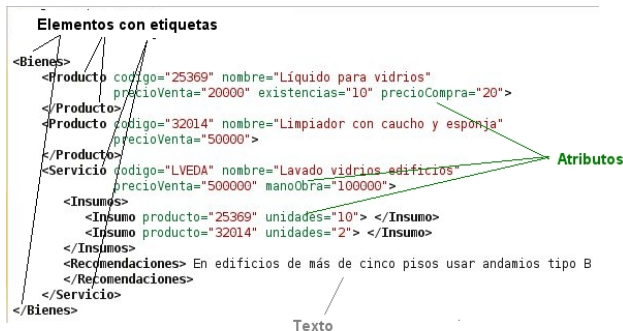 Elementos con etiquetas
<Bienes>
<Producto codigo="25369" nombre="Líquido para vidrios"
precioVenta="20000" existencias="10" precioCompra="20">
</Producto>
<Producto codigo="32014" nombre="Limpiador con caucho y esponja"
precioVenta="50000">
</Producto>
<Servicio codigo="LVEDA" nombre="Lavado vidrios edificios"
precioVenta="500000" manoObra="100000">
Atributos
<Insumos>
<Insumo producto="25369" unidades="10"> </Insumo>
<Insumo producto="32014" unidades="2"> </Insumo>
</Insumos>
<Recomendaciones> En edificios de más de cinco pisos usar andamios tipo B
</Recomendaciones>
</Servicio>
</Bienes>
Texto